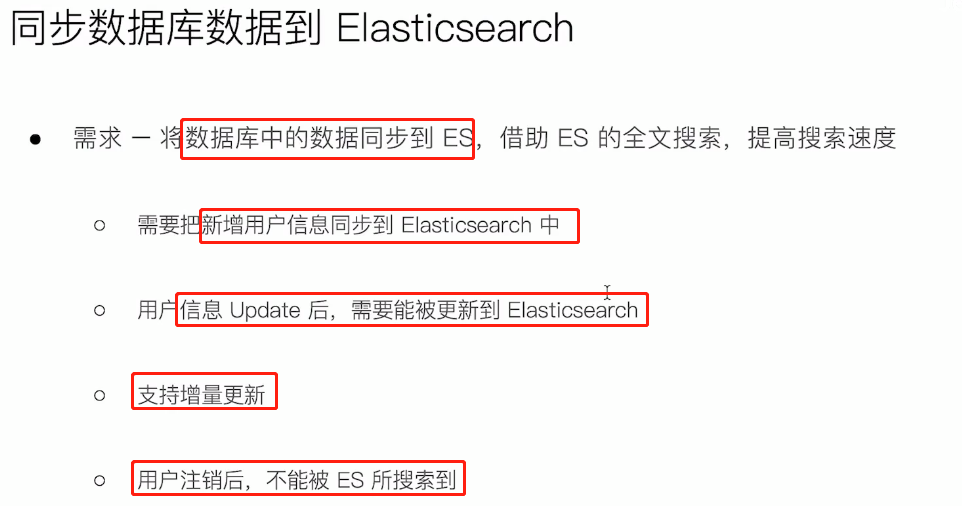 同步数据库数据到 Elasticsearch
需求 — 将数据库中的数据同步到 ES，借助 ES 的全文搜索，提高搜索速度
需要把新增用户信息同步到 Elasticsearch 中
用户信息 Update 后，需要能被更新到 Elasticsearch
支持增量更新
用户注销后，不能被 ES 所搜索到